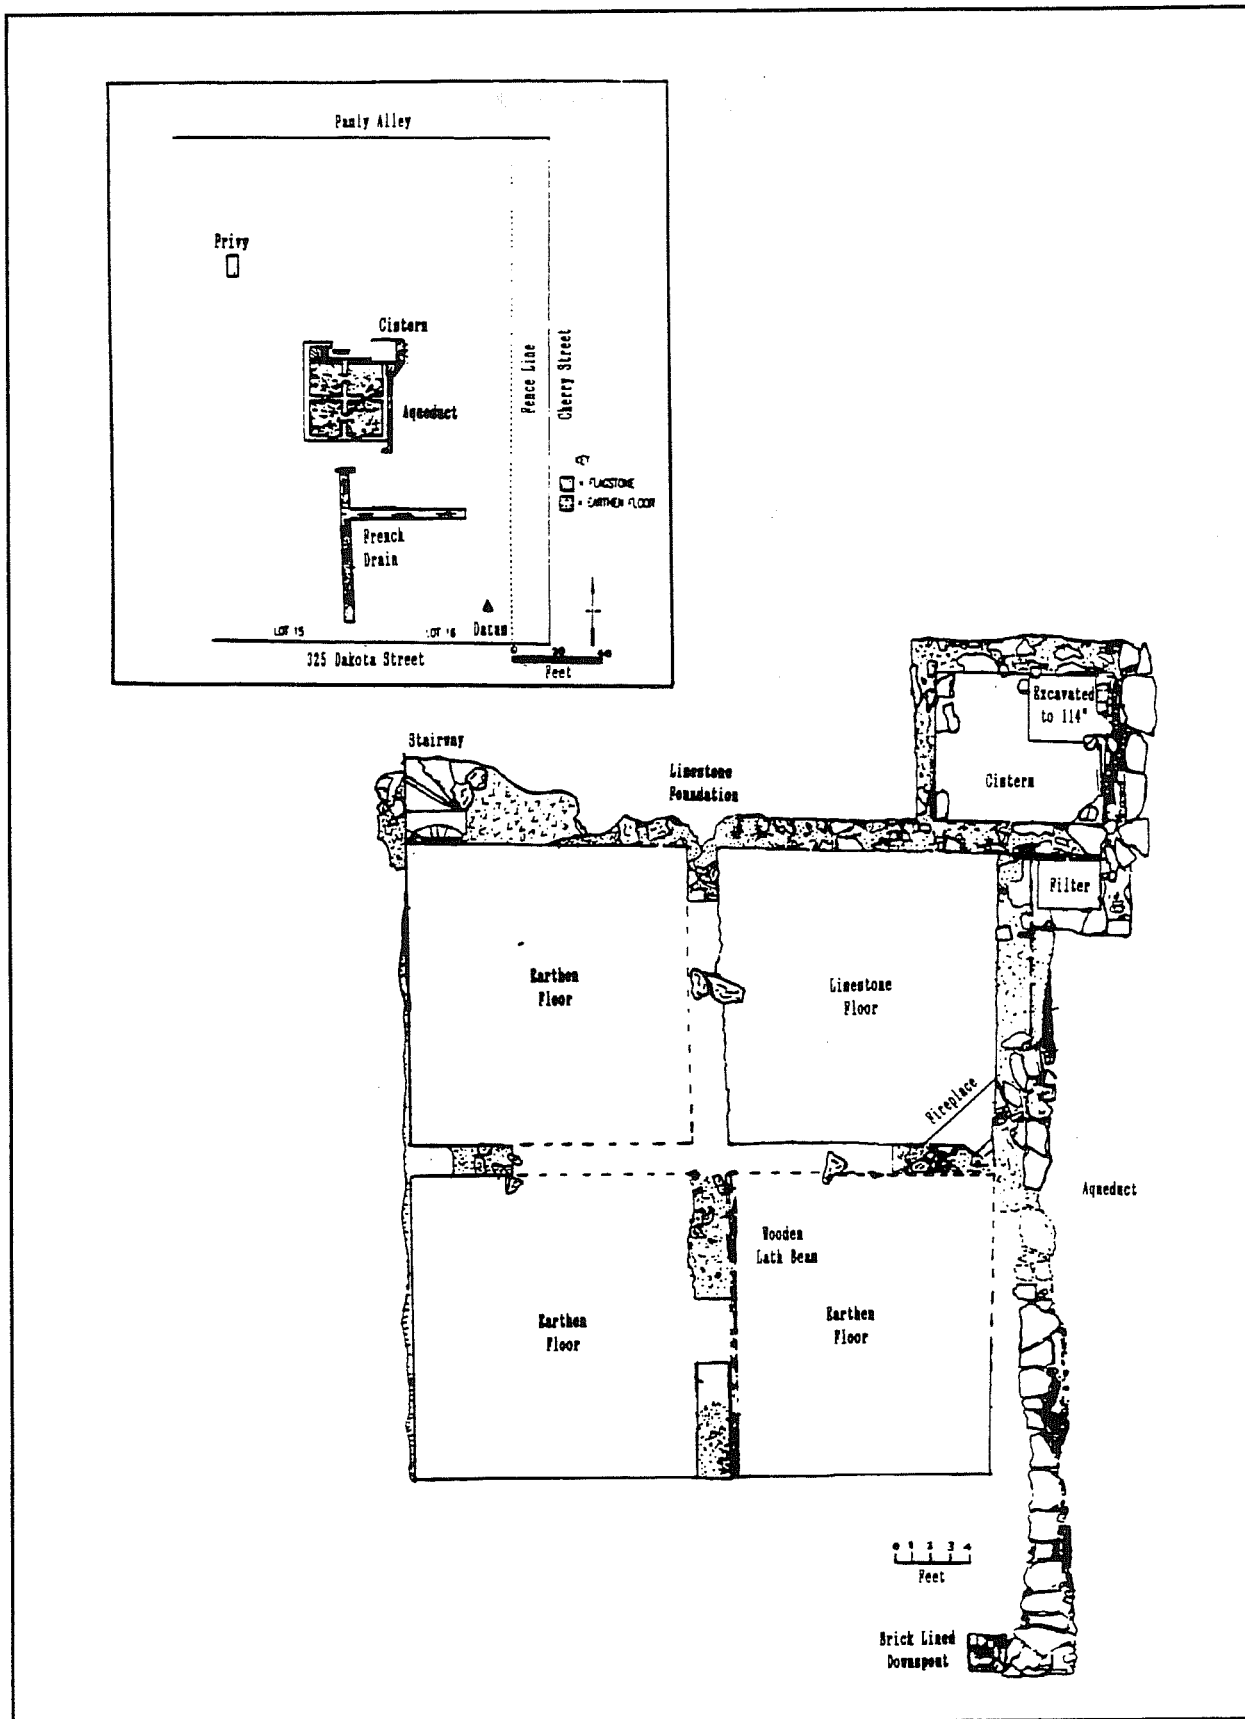 Pauly Alley
Privy
Cistern
Fence Line
Cherry Street
Aqueduct
KEY
= FLAGSTONE
= EARTHEN FLOOR
French
Drain
LOT 15
LOT 16
Datum
325 Dakota Street
0 20 40
Feet
Stairway
Limestone
Foundation
Excavated
to 114"
Cistern
Filter
Earthen
Floor
Limestone
Floor
Fireplace
Aqueduct
Wooden
Lath Beam
Earthen
Floor
Earthen
Floor
0 1 2 3 4
Feet
Brick Lined
Downspout